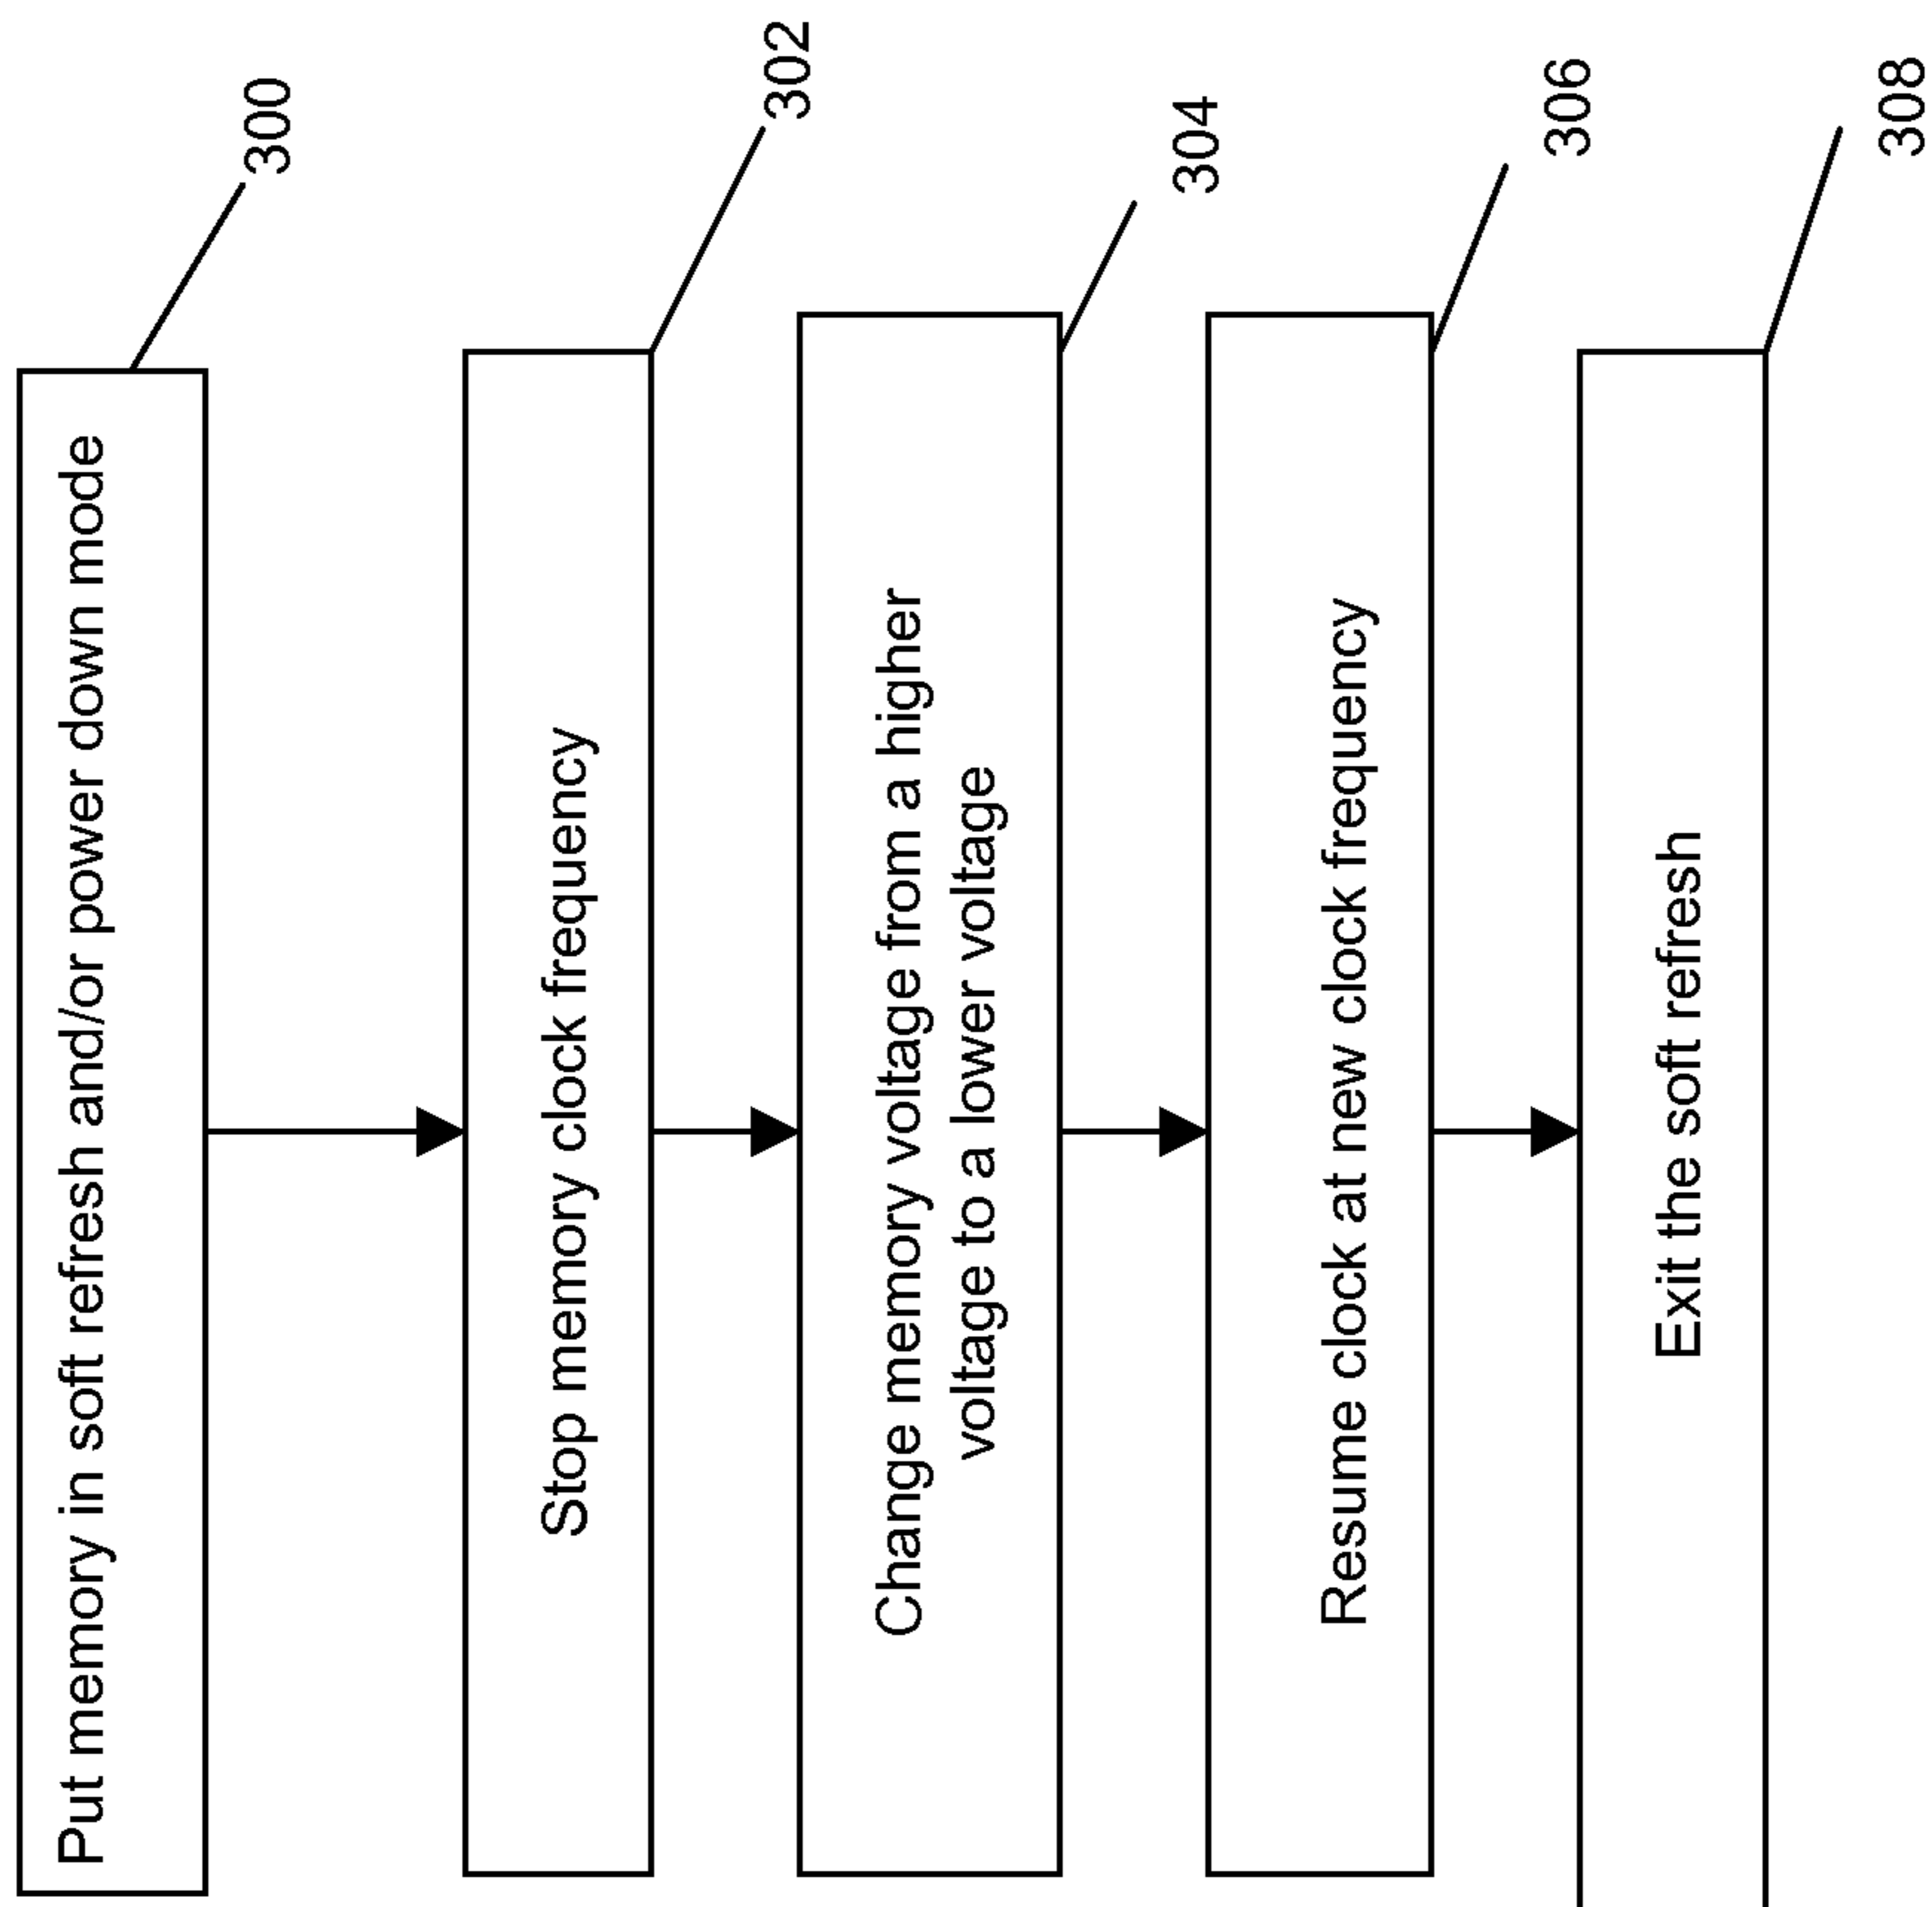 Put memory in soft refresh and/or power down mode
300
Stop memory clock frequency
302
Change memory voltage from a higher
voltage to a lower voltage
304
Resume clock at new clock frequency
306
Exit the soft refresh
308